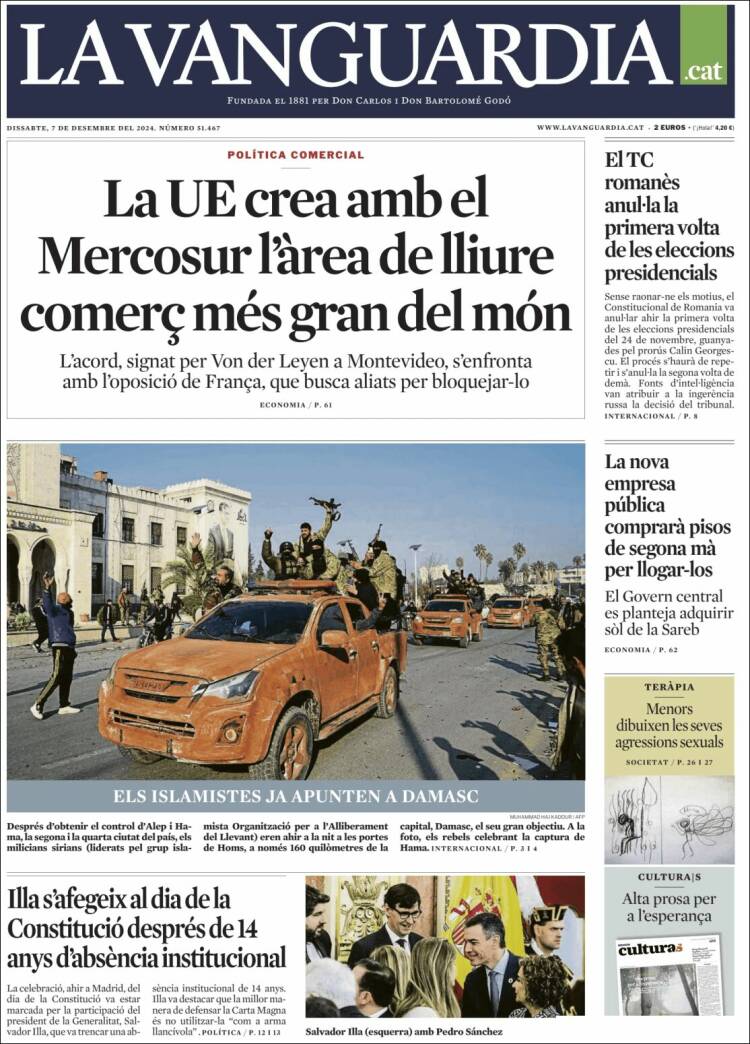 LA VANGUARDIA
.cat
FUNDADA EL 1881 PER DON CARLOS I DON BARTOLOMÉ GODÓ
DISSABTE, 7 DE DESEMBRE DEL 2024. NÚMERO 51.467
WWW.LAVANGUARDIA.CAT - 2 EUROS • ('¡Hola!' 4,20 €)
POLÍTICA COMERCIAL
La UE crea amb el
Mercosur l'àrea de lliure
comerç més gran del món
L'acord, signat per Von der Leyen a Montevideo, s'enfronta
amb l'oposició de França, que busca aliats per bloquejar-lo
ECONOMIA / P. 61
El TC
romanès
anul·la la
primera volta
de les eleccions
presidencials
Sense raonar-ne els motius, el
Constitucional de Romania va
anul·lar ahir la primera volta
de les eleccions presidencials
del 24 de novembre, guanya-
des pel prorús Calin Georges-
cu. El procés s'haurà de repe-
tir i s'anul·la la segona volta de
demà. Fonts d'intel·ligència
van atribuir a la ingerència
russa la decisió del tribunal.
INTERNACIONAL / P. 8
La nova
empresa
pública
comprarà pisos
de segona mà
per llogar-los
El Govern central
es planteja adquirir
sòl de la Sareb
ECONOMIA / P. 62
ELS ISLAMISTES JA APUNTEN A DAMASC
MUHAMMAD HAJ KADOUR / AFP
Després d'obtenir el control d'Alep i Ha-
ma, la segona i la quarta ciutat del país, els
milicians sirians (liderats pel grup isla-
mista Organització per a l'Alliberament
del Llevant) eren ahir a la nit a les portes
de Homs, a només 160 quilòmetres de la
capital, Damasc, el seu gran objectiu. A la
foto, els rebels celebrant la captura de
Hama. INTERNACIONAL / P. 3 I 4
TERÀPIA
Menors
dibuixen les seves
agressions sexuals
SOCIETAT / P. 26 I 27
CULTURA|S
Alta prosa per
a l'esperança
cultura|s
Illa s'afegeix al dia de la
Constitució després de 14
anys d'absència institucional
La celebració, ahir a Madrid, del
dia de la Constitució va estar
marcada per la participació del
president de la Generalitat, Sal-
vador Illa, que va trencar una ab-
sència institucional de 14 anys.
Illa va destacar que la millor ma-
nera de defensar la Carta Magna
és no utilitzar-la "com a arma
llancívola". POLÍTICA / P. 12 I 13
Salvador Illa (esquerra) amb Pedro Sánchez